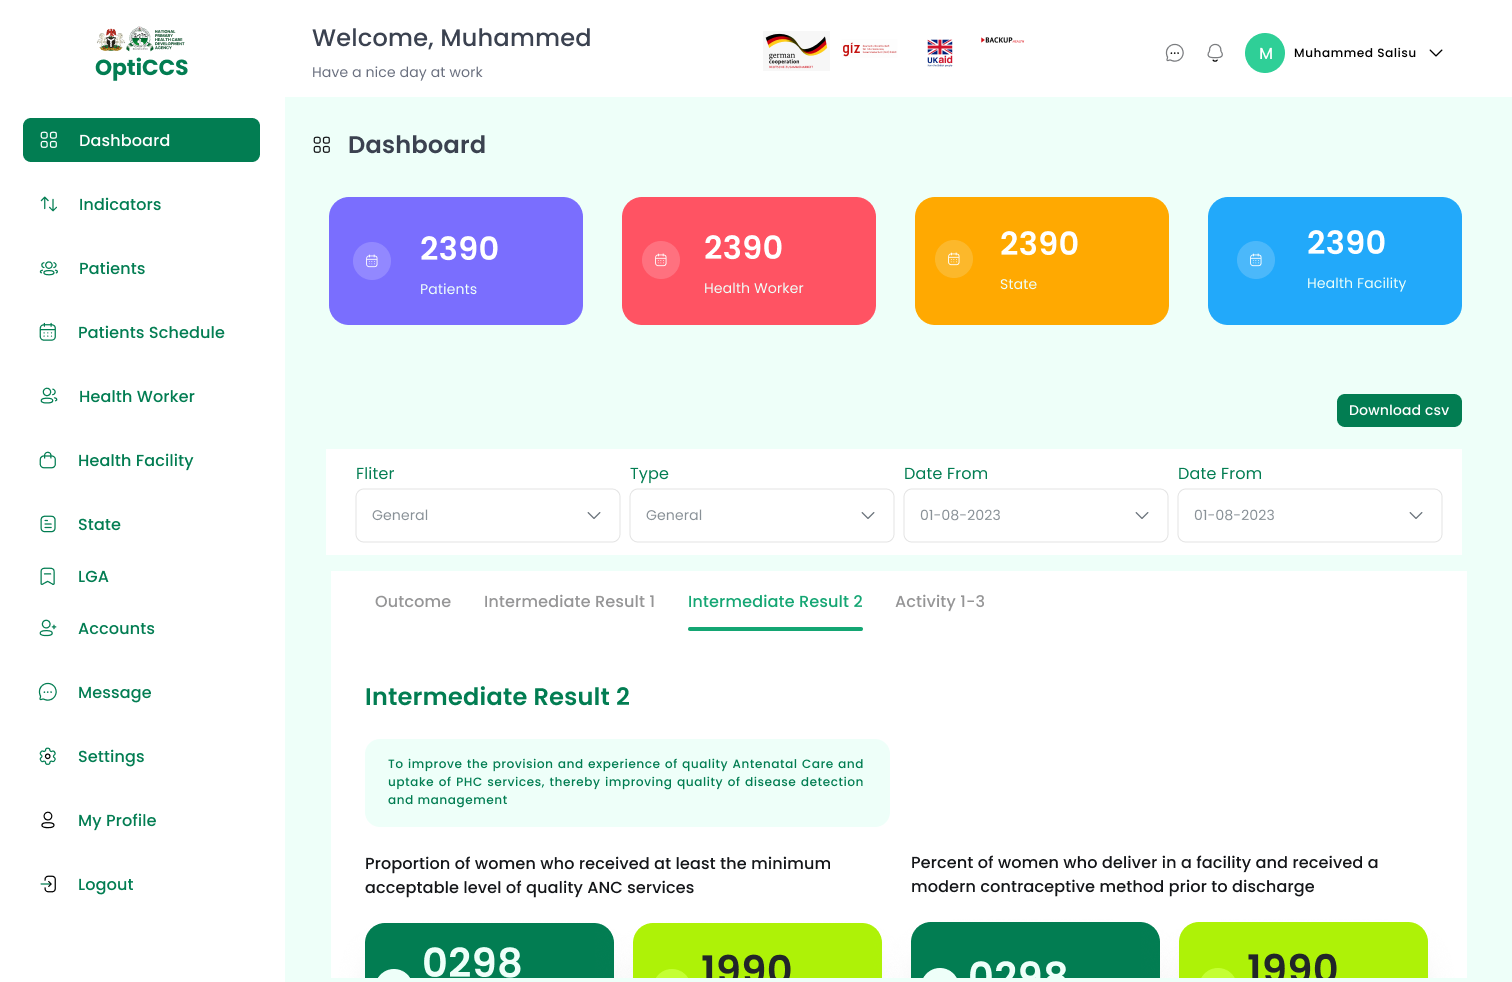 NATIONAL
PRIMARY
HEALTH CARE
DEVELOPMENT
AGENCY
OptiCCS
Welcome, Muhammed
Have a nice day at work
german
cooperation
giz
UKaid
BACKUP
M
Muhammed Salisu
Dashboard
Indicators
Patients
Patients Schedule
Health Worker
Health Facility
State
LGA
Accounts
Message
Settings
My Profile
Logout
Dashboard
2390
Patients
2390
Health Worker
2390
State
2390
Health Facility
Download csv
Fliter
Type
Date From
Date From
General
General
01-08-2023
01-08-2023
Outcome
Intermediate Result 1
Intermediate Result 2
Activity 1-3
Intermediate Result 2
To improve the provision and experience of quality Antenatal Care and
uptake of PHC services, thereby improving quality of disease detection
and management
Proportion of women who received at least the minimum
acceptable level of quality ANC services
Percent of women who deliver in a facility and received a
modern contraceptive method prior to discharge
0298
1990
0298
1990